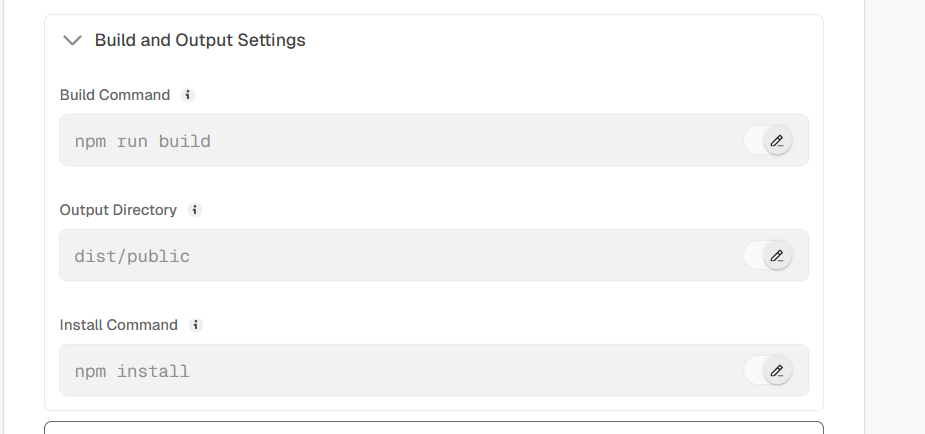 Build and Output Settings
Build Command
npm run build
Output Directory
dist/public
Install Command
npm install